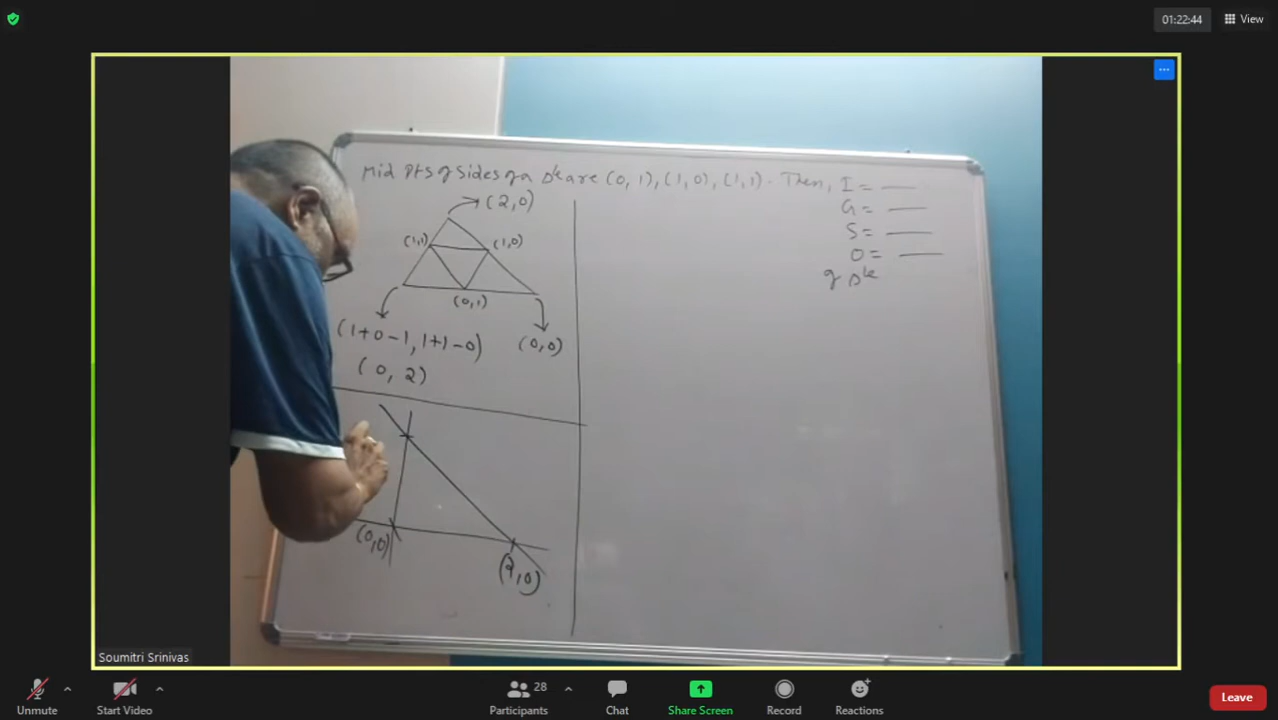 01:22:44
View
Mid Pts of sides of a Δle are (0, 1), (1, 0), (1, 1). Then, I = ___
G = ___
S = ___
O = ___
of Δle
(2, 0)
(1,1)
(1,0)
(0,1)
(1+0-1, 1+1-0)
(0,0)
(0, 2)
(0,0)
(2,0)
Soumitri Srinivas
Unmute
Start Video
Participants
28
Chat
Share Screen
Record
Reactions
Leave